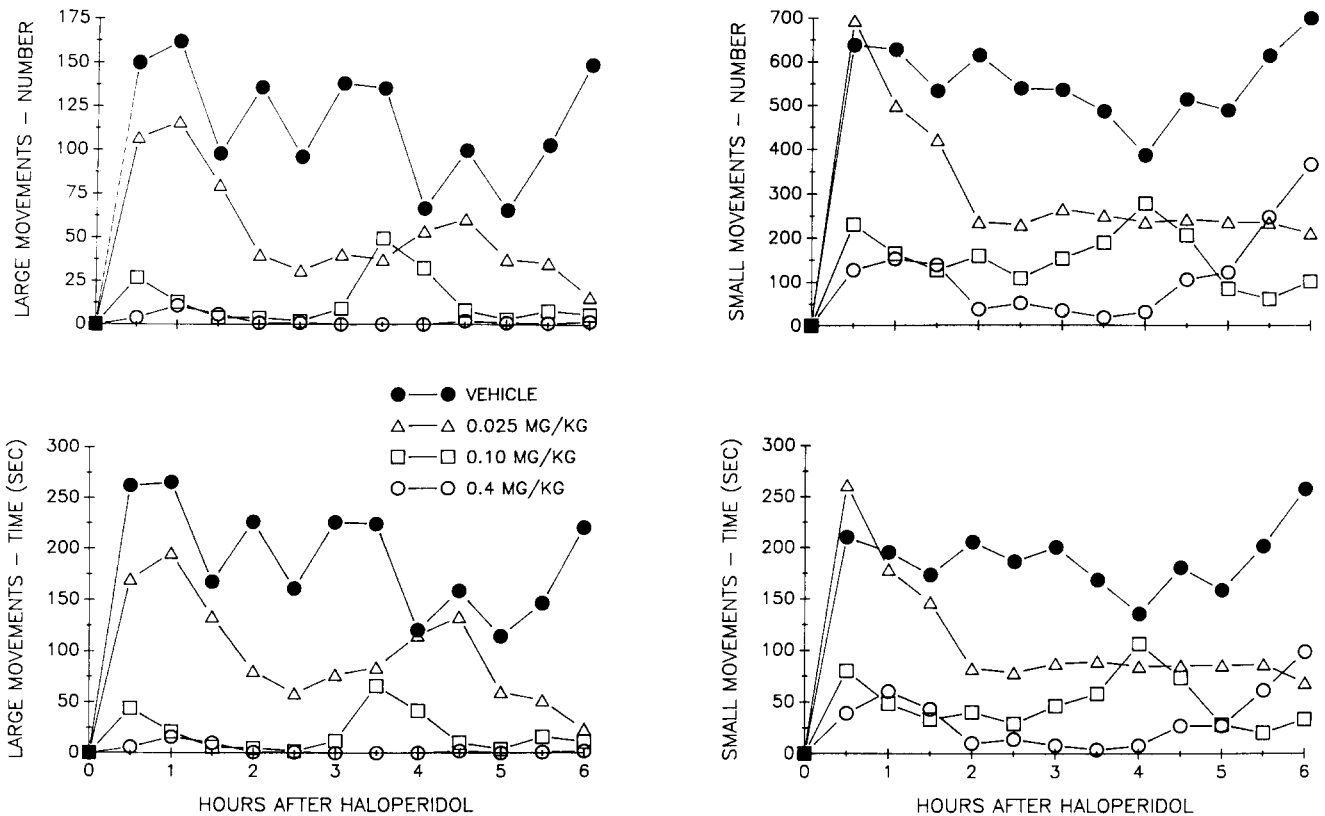 LARGE MOVEMENTS – NUMBER
175
150
125
100
75
50
25
0
SMALL MOVEMENTS – NUMBER
700
600
500
400
300
200
100
0
VEHICLE
0.025 MG/KG
0.10 MG/KG
0.4 MG/KG
LARGE MOVEMENTS – TIME (SEC)
300
250
200
150
100
50
0
0 1 2 3 4 5 6
HOURS AFTER HALOPERIDOL
SMALL MOVEMENTS – TIME (SEC)
300
250
200
150
100
50
0
0 1 2 3 4 5 6
HOURS AFTER HALOPERIDOL